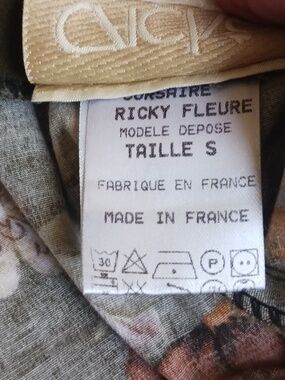 CORSAIRE
RICKY FLEURE
MODELE DEPOSE
TAILLE S
FABRIQUE EN FRANCE
MADE IN FRANCE
30
P